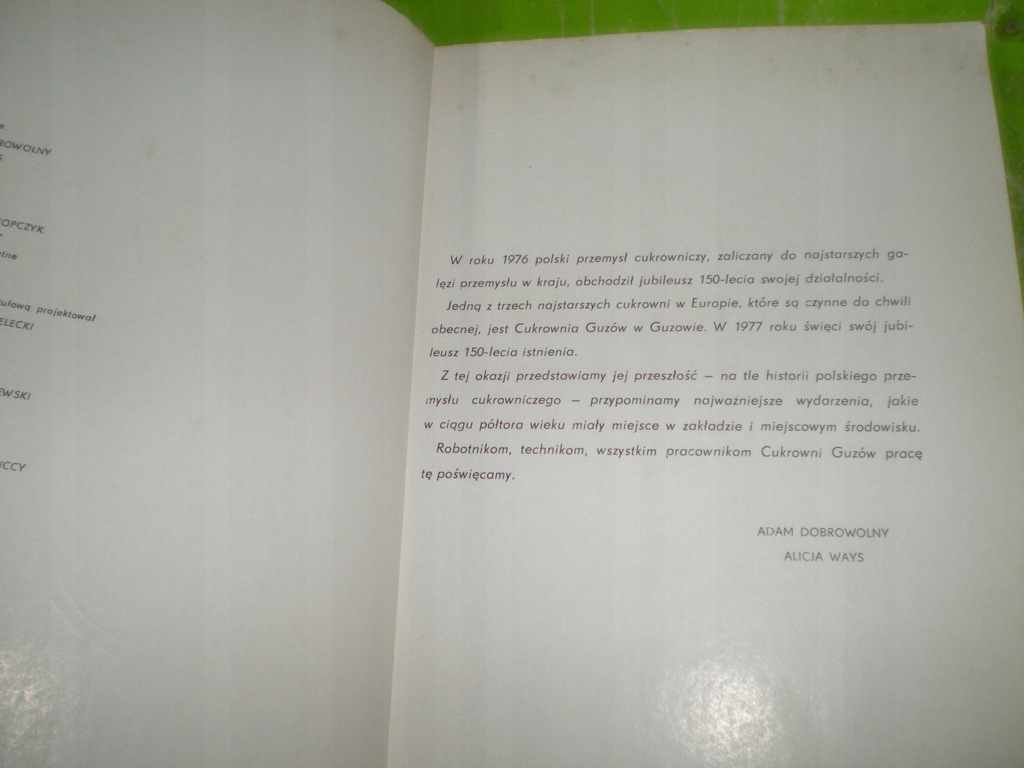 ROWOLNY
OPCZYK
tne
ułową projektował
ELECKI
EWSKI
ICCY
W roku 1976 polski przemysł cukrowniczy, zaliczany do najstarszych ga-
łęzi przemysłu w kraju, obchodził jubileusz 150-lecia swojej działalności.
Jedną z trzech najstarszych cukrowni w Europie, które są czynne do chwili
obecnej, jest Cukrownia Guzów w Guzowie. W 1977 roku święci swój jubi-
leusz 150-lecia istnienia.
Z tej okazji przedstawiamy jej przeszłość — na tle historii polskiego prze-
mysłu cukrowniczego — przypominamy najważniejsze wydarzenia, jakie
w ciągu półtora wieku miały miejsce w zakładzie i miejscowym środowisku.
Robotnikom, technikom, wszystkim pracownikom Cukrowni Guzów pracę
tę poświęcamy.
ADAM DOBROWOLNY
ALICJA WAYS